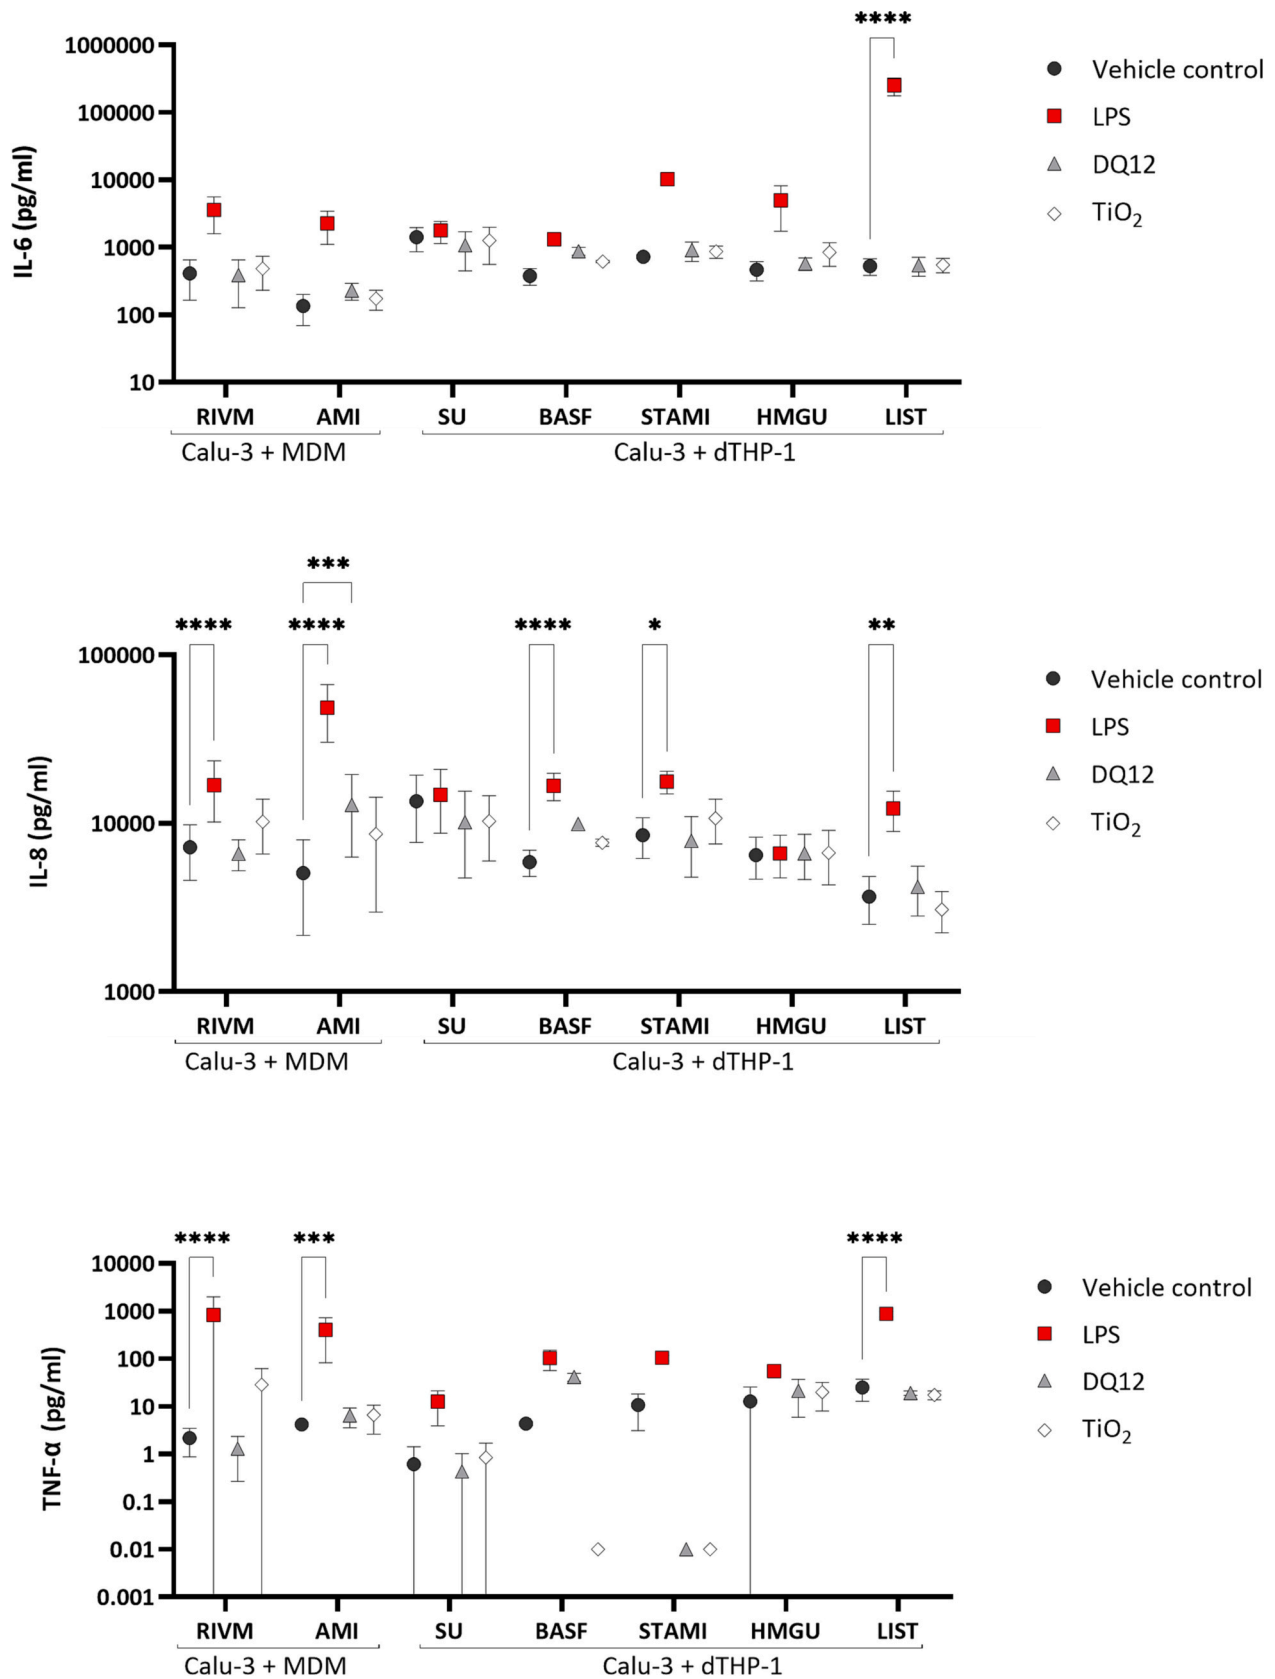 ****
1000000
100000
10000
1000
100
10
IL-6 (pg/ml)
Vehicle control
LPS
DQ12
TiO₂
RIVM AMI SU BASF STAMI HMGU LIST
Calu-3 + MDM Calu-3 + dTHP-1
***
**** **** **** * **
100000
10000
1000
IL-8 (pg/ml)
Vehicle control
LPS
DQ12
TiO₂
RIVM AMI SU BASF STAMI HMGU LIST
Calu-3 + MDM Calu-3 + dTHP-1
**** *** ****
10000
1000
100
10
1
0.1
0.01
0.001
TNF-α (pg/ml)
Vehicle control
LPS
DQ12
TiO₂
RIVM AMI SU BASF STAMI HMGU LIST
Calu-3 + MDM Calu-3 + dTHP-1